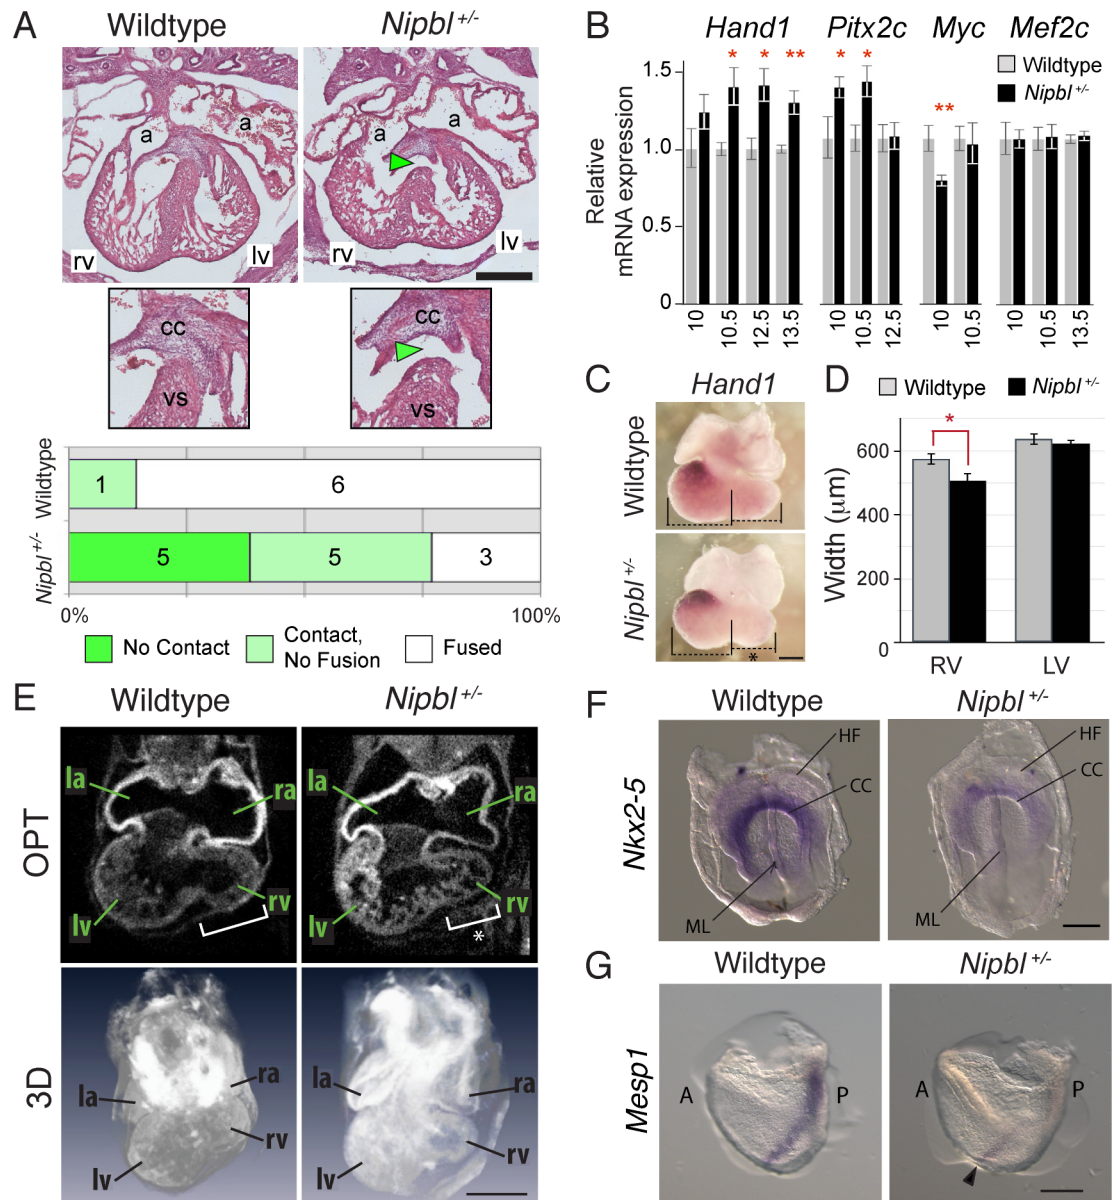 A
Wildtype
Nipbl +/-
a
a
rv
lv
a
a
rv
lv
cc
vs
cc
vs
Wildtype
1
6
Nipbl +/-
5
5
3
0%
100%
No Contact
Contact,
No Fusion
Fused
B
Hand1
Pitx2c
Myc
Mef2c
* * ** * * **
Wildtype
Nipbl +/-
Relative
mRNA expression
1.5
1.0
0.5
0
10
10.5
12.5
13.5
10
10.5
12.5
10
10.5
10
10.5
13.5
C
Hand1
Wildtype
Nipbl +/-
*
D
Wildtype
Nipbl +/-
*
Width (µm)
600
400
200
0
RV
LV
E
Wildtype
Nipbl +/-
OPT
la
ra
lv
rv
la
ra
lv
rv
*
3D
la
ra
lv
rv
la
ra
lv
rv
F
Wildtype
Nipbl +/-
Nkx2-5
HF
CC
ML
HF
CC
ML
G
Wildtype
Nipbl +/-
Mesp1
A
P
A
P